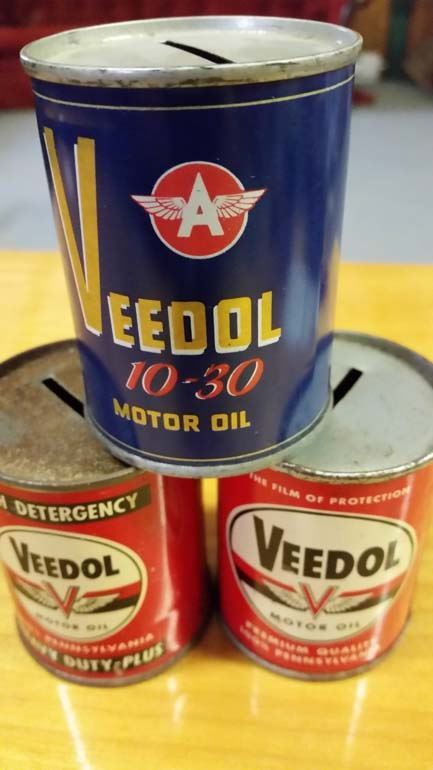 A
VEEDOL
10-30
MOTOR OIL
DETERGENCY
VEEDOL
V
MOTOR OIL
PENNSYLVANIA
DUTY-PLUS
THE FILM OF PROTECTION
VEEDOL
V
MOTOR OIL
PREMIUM QUALITY
100% PENNSYLVANIA